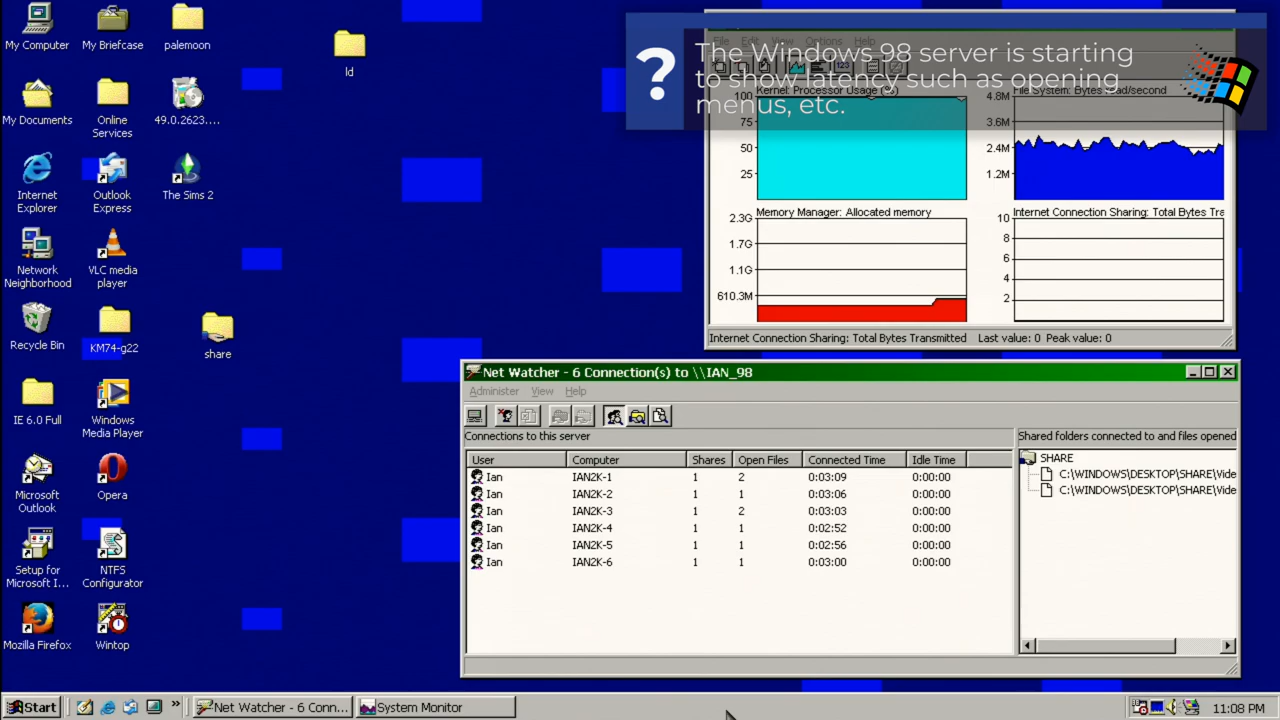 My Computer
My Briefcase
palemoon
ld
My Documents
Online
Services
49.0.2623....
Internet
Explorer
Outlook
Express
The Sims 2
Network
Neighborhood
VLC media
player
Recycle Bin
KM74-g22
share
IE 6.0 Full
Windows
Media Player
Microsoft
Outlook
Opera
Setup for
Microsoft I...
NTFS
Configurator
Mozilla Firefox
Wintop
File Edit View Options Help
?
The Windows 98 server is starting
to show latency such as opening
menus, etc.
Kernel: Processor Usage (%)
100
75
50
25
File System: Bytes read/second
4.8M
3.6M
2.4M
1.2M
Memory Manager: Allocated memory
2.3G
1.7G
1.1G
610.3M
Internet Connection Sharing: Total Bytes Tra
10
8
6
4
2
Internet Connection Sharing: Total Bytes Transmitted Last value: 0 Peak value: 0
Net Watcher - 6 Connection(s) to \\IAN_98
Administer View Help
Connections to this server
Shared folders connected to and files opened
User Computer Shares Open Files Connected Time Idle Time
Ian IAN2K-1 1 2 0:03:09 0:00:00
Ian IAN2K-2 1 1 0:03:06 0:00:00
Ian IAN2K-3 1 2 0:03:03 0:00:00
Ian IAN2K-4 1 1 0:02:52 0:00:00
Ian IAN2K-5 1 1 0:02:56 0:00:00
Ian IAN2K-6 1 1 0:03:00 0:00:00
SHARE
C:\WINDOWS\DESKTOP\SHARE\Vide
C:\WINDOWS\DESKTOP\SHARE\Vide
Start
»
Net Watcher - 6 Conn...
System Monitor
11:08 PM